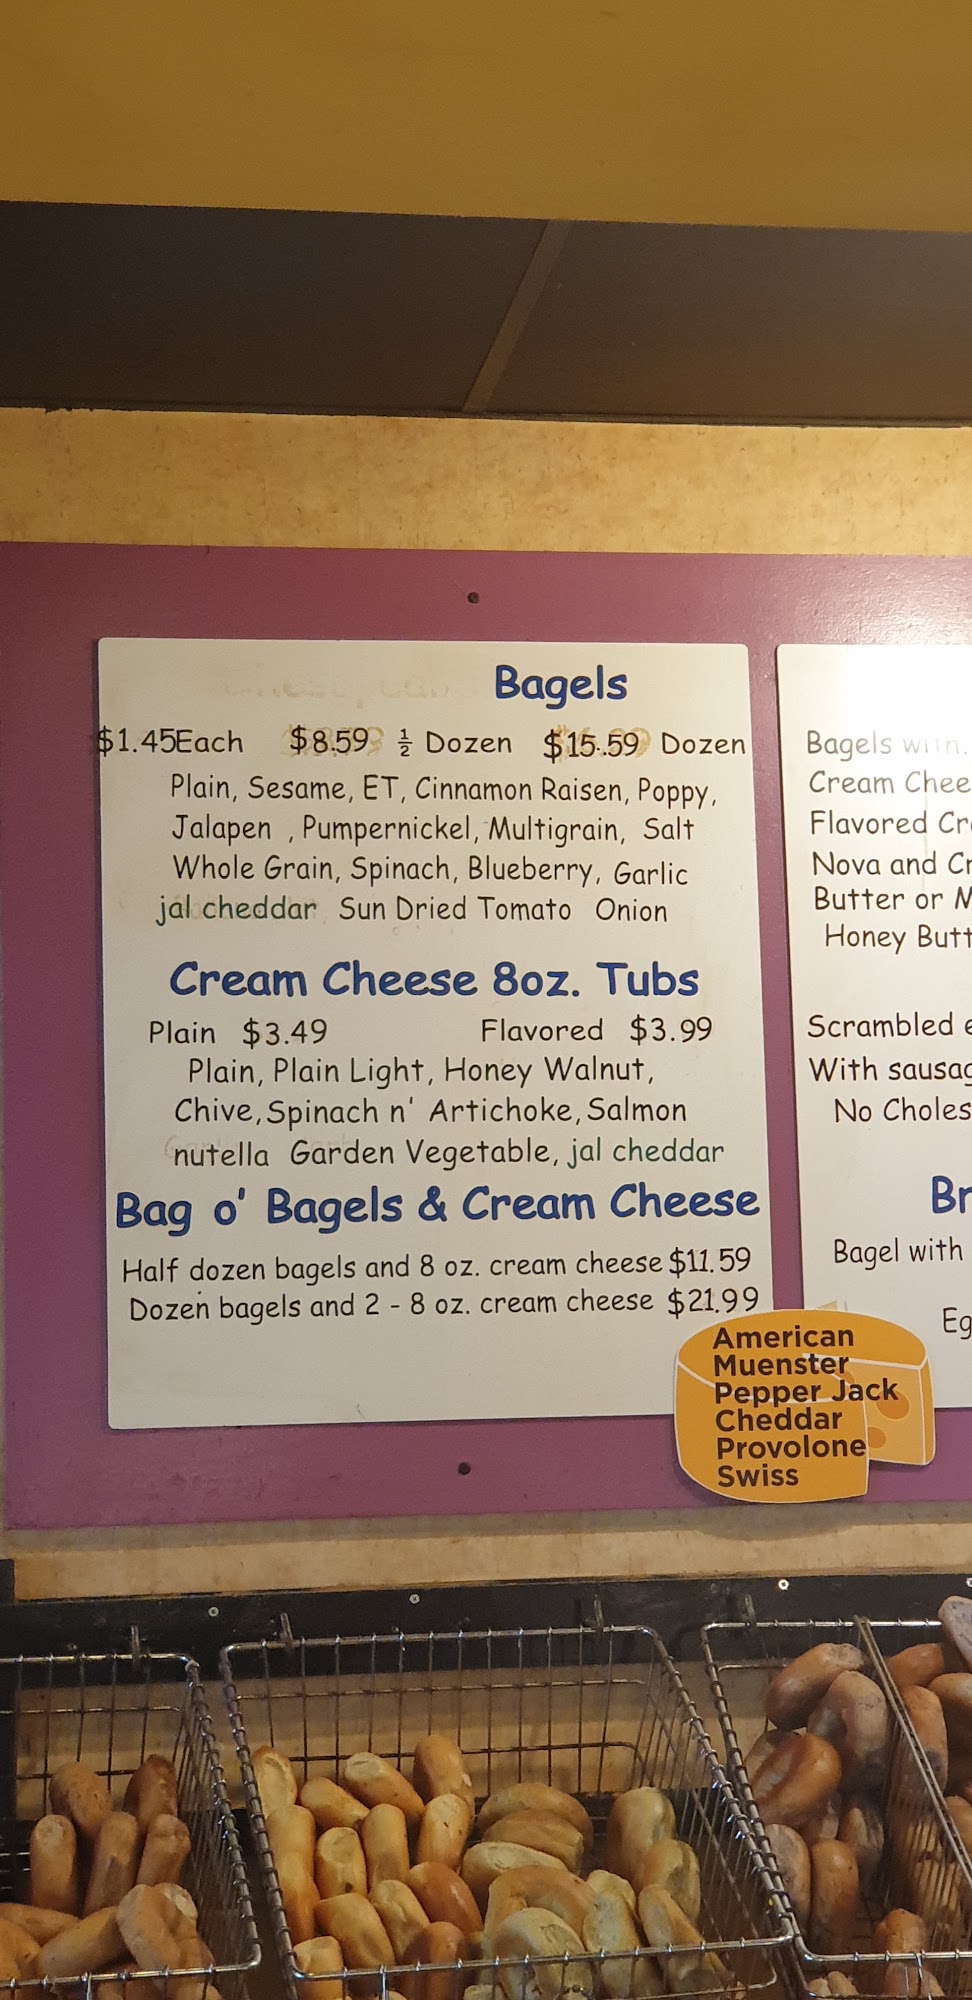 Bagels
$1.45Each $8.59 ½ Dozen $15.59 Dozen
Plain, Sesame, ET, Cinnamon Raisen, Poppy,
Jalapen , Pumpernickel, Multigrain, Salt
Whole Grain, Spinach, Blueberry, Garlic
jal cheddar Sun Dried Tomato Onion
Cream Cheese 8oz. Tubs
Plain $3.49 Flavored $3.99
Plain, Plain Light, Honey Walnut,
Chive, Spinach n' Artichoke, Salmon
nutella Garden Vegetable, jal cheddar
Bag o' Bagels & Cream Cheese
Half dozen bagels and 8 oz. cream cheese $11.59
Dozen bagels and 2 - 8 oz. cream cheese $21.99
American
Muenster
Pepper Jack
Cheddar
Provolone
Swiss
Bagels with
Cream Chee
Flavored Cr
Nova and Cr
Butter or M
Honey Butt
Scrambled e
With sausag
No Choles
Br
Bagel with
Eg